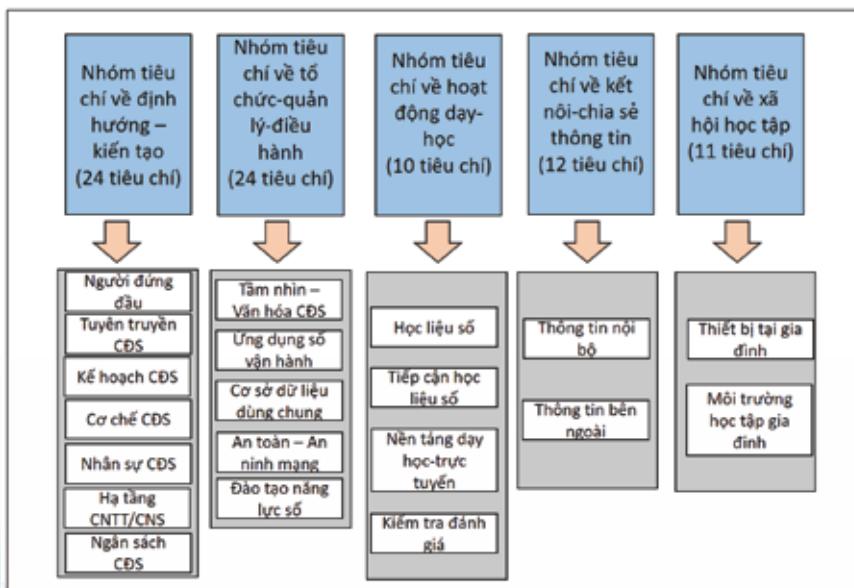 Nhóm tiêu
chí về định
hướng –
kiến tạo
(24 tiêu chí)
Nhóm tiêu
chí về tổ
chức-quản
lý-điều
hành
(24 tiêu chí)
Nhóm tiêu
chí về hoạt
động dạy-
học
(10 tiêu chí)
Nhóm tiêu
chí về kết
nôi-chia sẻ
thông tin
(12 tiêu chí)
Nhóm tiêu
chí về xã
hội học tập
(11 tiêu chí)
Người đứng
đầu
Tuyên truyền
CĐS
Kế hoạch CĐS
Cơ chế CĐS
Nhân sự CĐS
Hạ tầng
CNTT/CNS
Ngân sách
CĐS
Tầm nhìn –
Văn hóa CĐS
Ứng dụng số
vận hành
Cơ sở dữ liệu
dùng chung
An toàn – An
ninh mạng
Đào tạo năng
lực số
Học liệu số
Tiếp cận học
liệu số
Nền tảng dạy
học-trực
tuyến
Kiểm tra đánh
giá
Thông tin nội
bộ
Thông tin bên
ngoài
Thiết bị tại gia
đình
Môi trường
học tập gia
đình